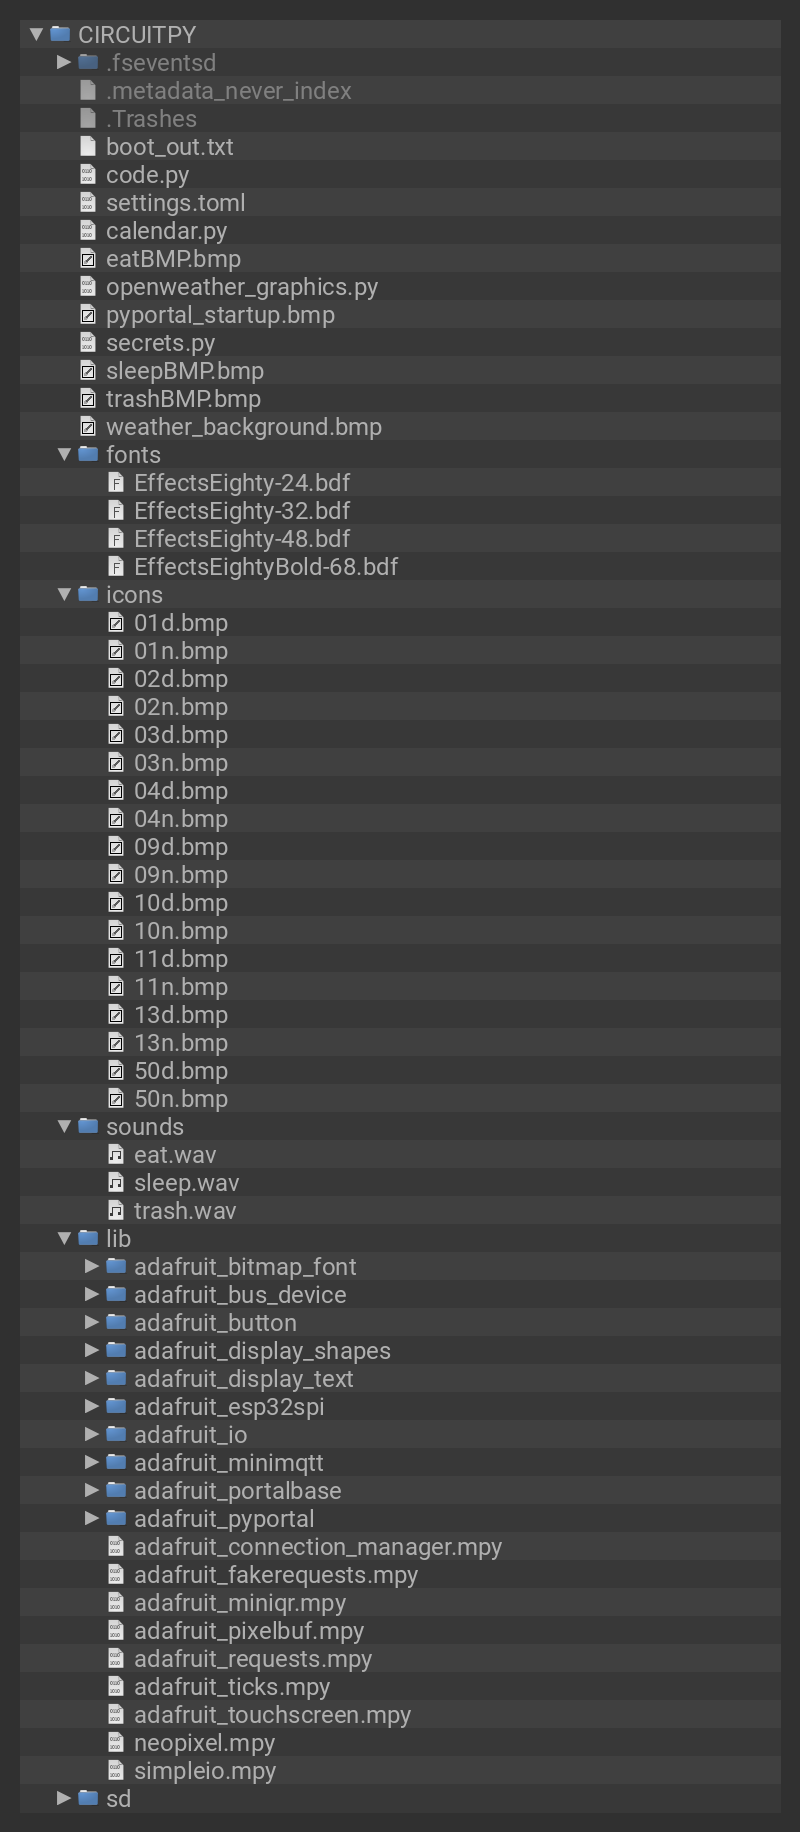 CIRCUITPY
.fseventsd
.metadata_never_index
.Trashes
boot_out.txt
code.py
settings.toml
calendar.py
eatBMP.bmp
openweather_graphics.py
pyportal_startup.bmp
secrets.py
sleepBMP.bmp
trashBMP.bmp
weather_background.bmp
fonts
EffectsEighty-24.bdf
EffectsEighty-32.bdf
EffectsEighty-48.bdf
EffectsEightyBold-68.bdf
icons
01d.bmp
01n.bmp
02d.bmp
02n.bmp
03d.bmp
03n.bmp
04d.bmp
04n.bmp
09d.bmp
09n.bmp
10d.bmp
10n.bmp
11d.bmp
11n.bmp
13d.bmp
13n.bmp
50d.bmp
50n.bmp
sounds
eat.wav
sleep.wav
trash.wav
lib
adafruit_bitmap_font
adafruit_bus_device
adafruit_button
adafruit_display_shapes
adafruit_display_text
adafruit_esp32spi
adafruit_io
adafruit_minimqtt
adafruit_portalbase
adafruit_pyportal
adafruit_connection_manager.mpy
adafruit_fakerequests.mpy
adafruit_miniqr.mpy
adafruit_pixelbuf.mpy
adafruit_requests.mpy
adafruit_ticks.mpy
adafruit_touchscreen.mpy
neopixel.mpy
simpleio.mpy
sd